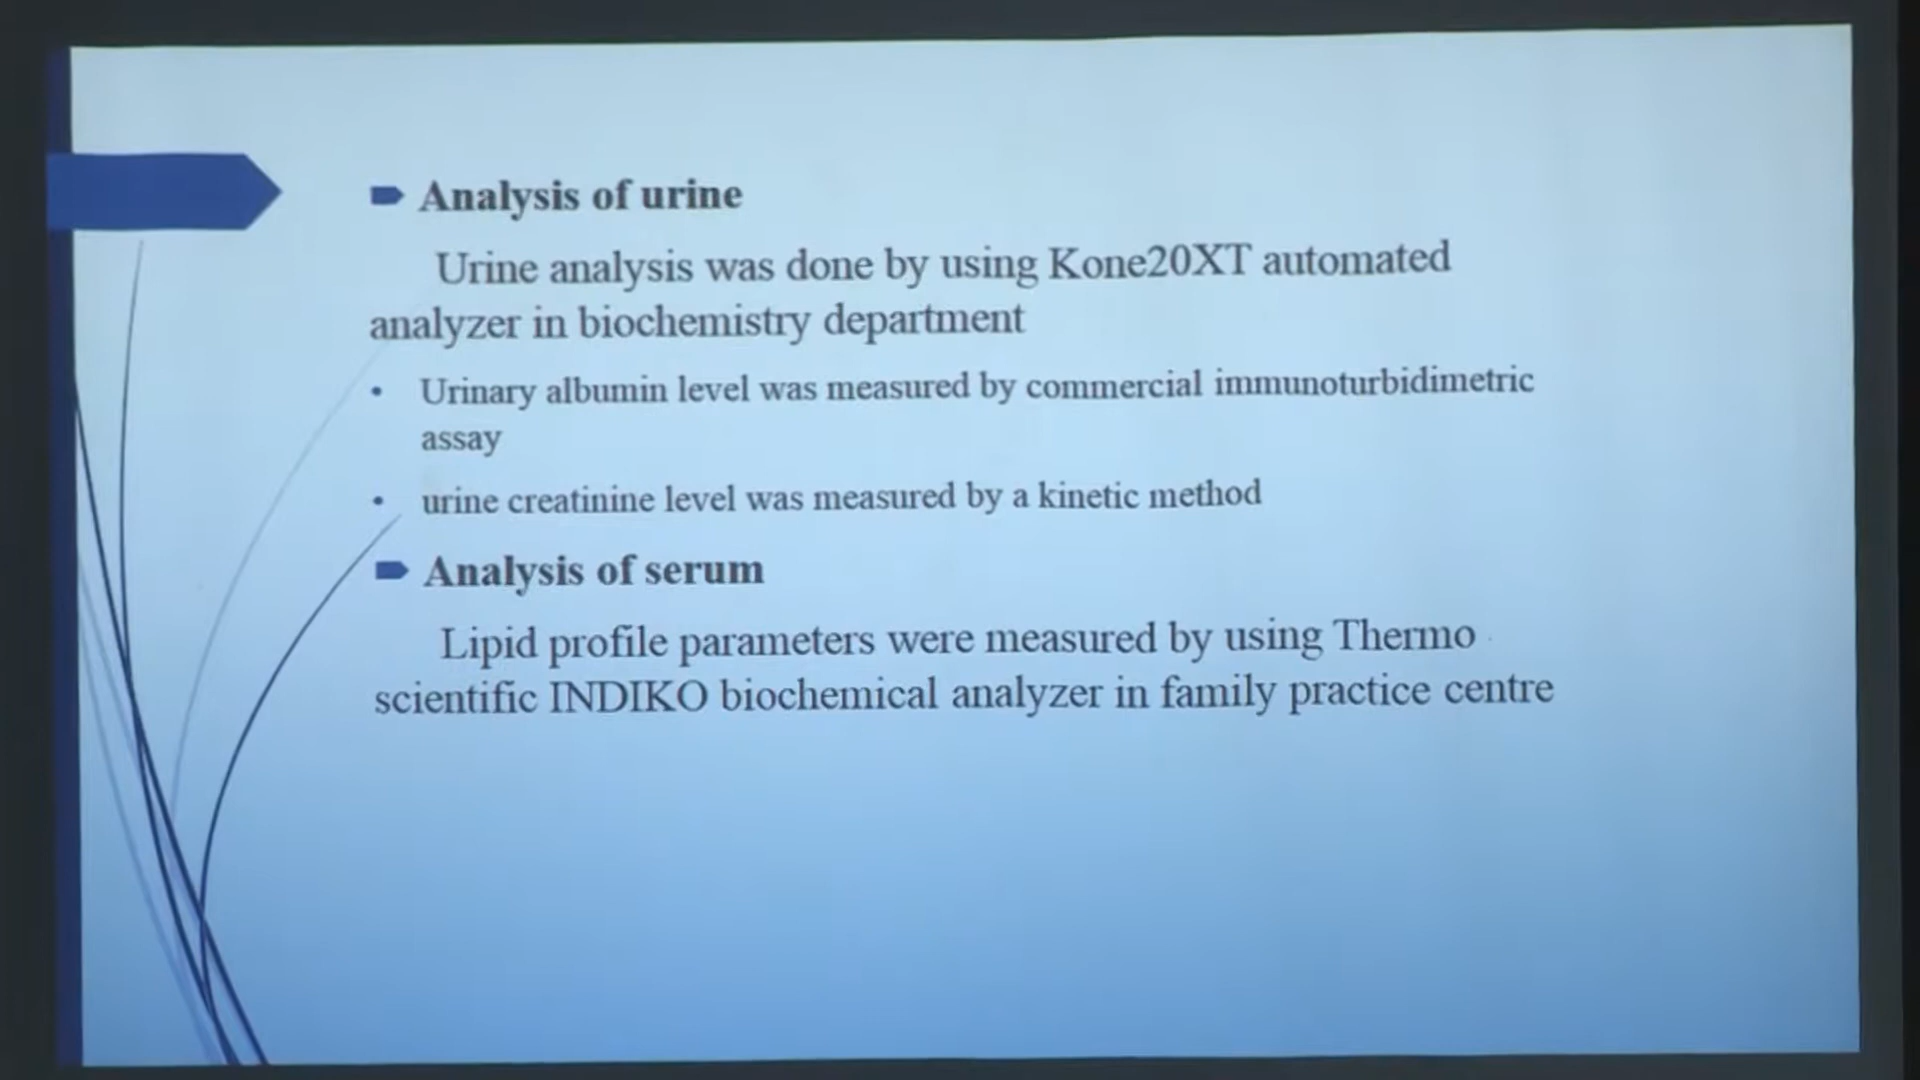 Analysis of urine
Urine analysis was done by using Kone20XT automated
analyzer in biochemistry department
• Urinary albumin level was measured by commercial immunoturbidimetric
assay
• urine creatinine level was measured by a kinetic method
Analysis of serum
Lipid profile parameters were measured by using Thermo
scientific INDIKO biochemical analyzer in family practice centre